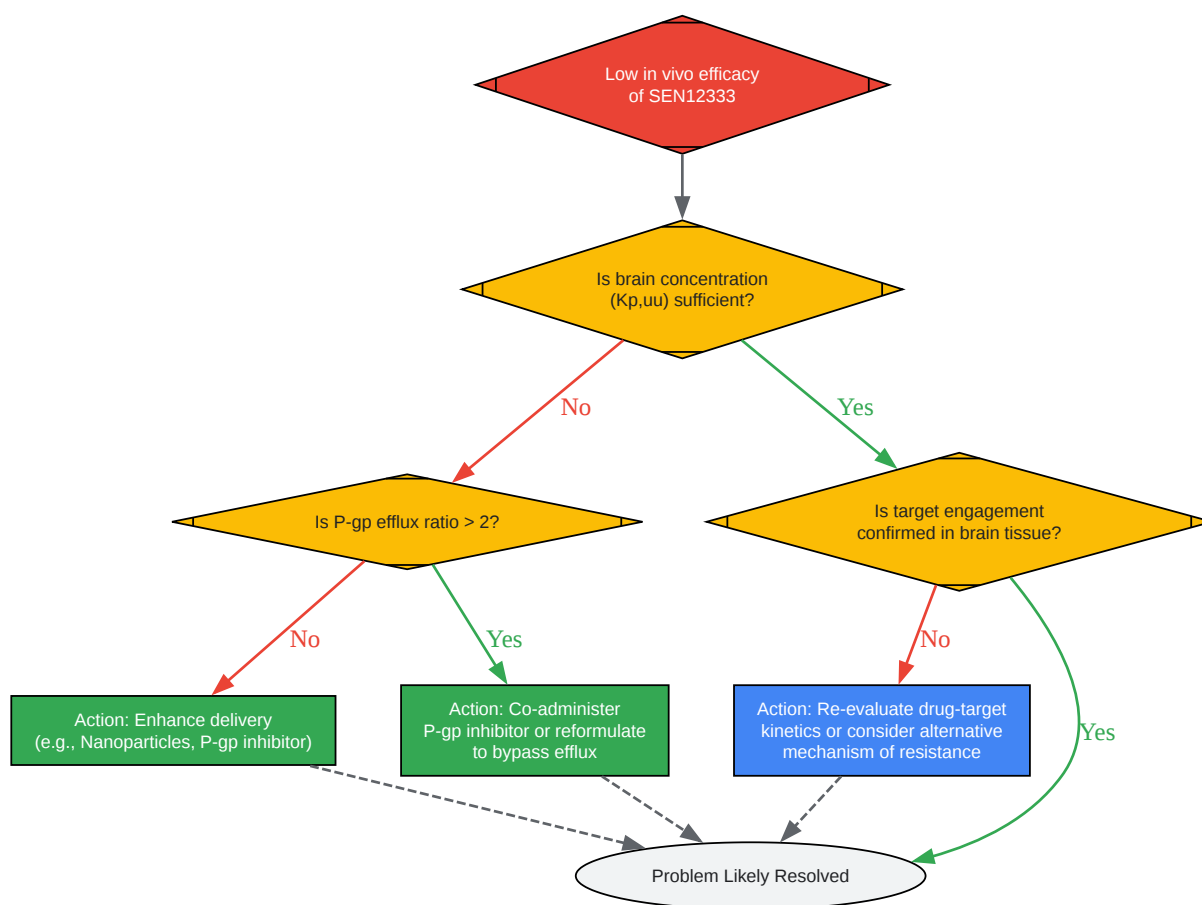 Low in vivo efficacy
of SEN12333
Is brain concentration
(Kp,uu) sufficient?
No
Yes
Is P-gp efflux ratio > 2?
Is target engagement
confirmed in brain tissue?
No
Yes
No
Yes
Action: Enhance delivery
(e.g., Nanoparticles, P-gp inhibitor)
Action: Co-administer
P-gp inhibitor or reformulate
to bypass efflux
Action: Re-evaluate drug-target
kinetics or consider alternative
mechanism of resistance
Problem Likely Resolved